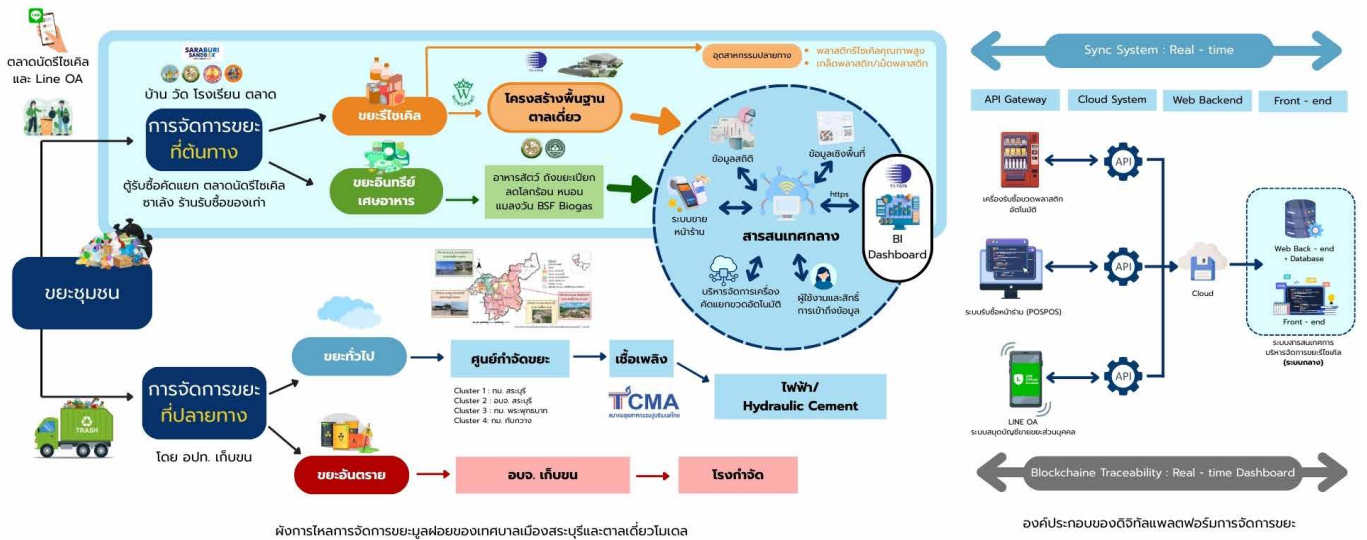 ตลาดนัดรีไซเคิล
และ Line OA
SARABURI
SANDBOX
บ้าน วัด โรงเรียน ตลาด
การจัดการขยะ
ที่ต้นทาง
ตู้รับซื้อคัดแยก ตลาดนัดรีไซเคิล
ซาเล้ง ร้านรับซื้อของเก่า
ขยะรีไซเคิล
WONGPANIT
โครงสร้างพื้นฐาน
ตาลเดี่ยว
อุตสาหกรรมปลายทาง
• พลาสติกรีไซเคิลคุณภาพสูง
• เกล็ดพลาสติก/เม็ดพลาสติก
ขยะอินทรีย์
เศษอาหาร
อาหารสัตว์ ถังขยะเปียก
ลดโลกร้อน หนอน
แมลงวัน BSF Biogas
ข้อมูลสถิติ
ข้อมูลเชิงพื้นที่
ระบบขาย
หน้าร้าน
https
สารสนเทศกลาง
BI
Dashboard
บริหารจัดการเครื่อง
คัดแยกขวดอัตโนมัติ
ผู้ใช้งานและสิทธิ์
การเข้าถึงข้อมูล
ขยะชุมชน
TRASH
การจัดการขยะ
ที่ปลายทาง
โดย อปท. เก็บขน
ขยะทั่วไป
ศูนย์กำจัดขยะ
Cluster 1 : ทม. สระบุรี
Cluster 2 : อบจ. สระบุรี
Cluster 3 : ทม. พระพุทธบาท
Cluster 4: ทม. ทับกวาง
เชื้อเพลิง
TCMA
ไฟฟ้า/
Hydraulic Cement
ขยะอันตราย
อบจ. เก็บขน
โรงกำจัด
ผังการไหลการจัดการขยะมูลฝอยของเทศบาลเมืองสระบุรีและตาลเดี่ยวโมเดล
Sync System : Real - time
API Gateway
Cloud System
Web Backend
Front - end
API
เครื่องรับซื้อขวดพลาสติก
อัตโนมัติ
API
ระบบรับซื้อหน้าร้าน (POSPOS)
Cloud
Web Back - end
+ Database
Front - end
ระบบสารสนเทศการ
บริหารจัดการขยะรีไซเคิล
(ระบบกลาง)
API
LINE OA
ระบบสมุดบัญชีขายขยะส่วนบุคคล
Blockchaine Traceability : Real - time Dashboard
องค์ประกอบของดิจิทัลแพลตฟอร์มการจัดการขยะ